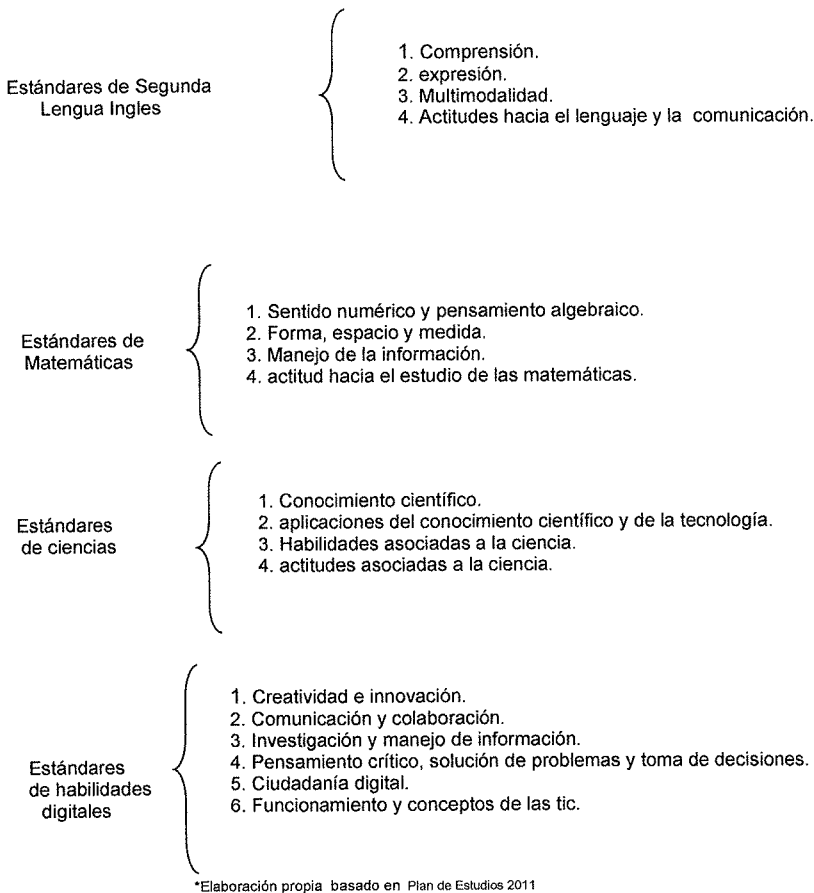 Estándares de Segunda
Lengua Ingles
1. Comprensión.
2. expresión.
3. Multimodalidad.
4. Actitudes hacia el lenguaje y la comunicación.
Estándares de
Matemáticas
1. Sentido numérico y pensamiento algebraico.
2. Forma, espacio y medida.
3. Manejo de la información.
4. actitud hacia el estudio de las matemáticas.
Estándares
de ciencias
1. Conocimiento científico.
2. aplicaciones del conocimiento científico y de la tecnología.
3. Habilidades asociadas a la ciencia.
4. actitudes asociadas a la ciencia.
Estándares
de habilidades
digitales
1. Creatividad e innovación.
2. Comunicación y colaboración.
3. Investigación y manejo de información.
4. Pensamiento crítico, solución de problemas y toma de decisiones.
5. Ciudadanía digital.
6. Funcionamiento y conceptos de las tic.
*Elaboración propia basado en Plan de Estudios 2011